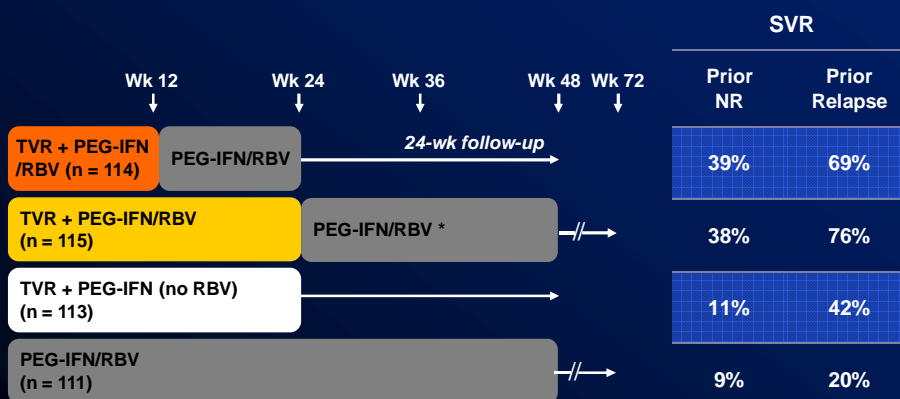 SVR
Wk 12 Wk 24 Wk 36 Wk 48 Wk 72 Prior NR Prior Relapse
TVR + PEG-IFN
/RBV (n = 114)
PEG-IFN/RBV
24-wk follow-up
39% 69%
TVR + PEG-IFN/RBV
(n = 115)
PEG-IFN/RBV *
38% 76%
TVR + PEG-IFN (no RBV)
(n = 113)
11% 42%
PEG-IFN/RBV
(n = 111)
9% 20%